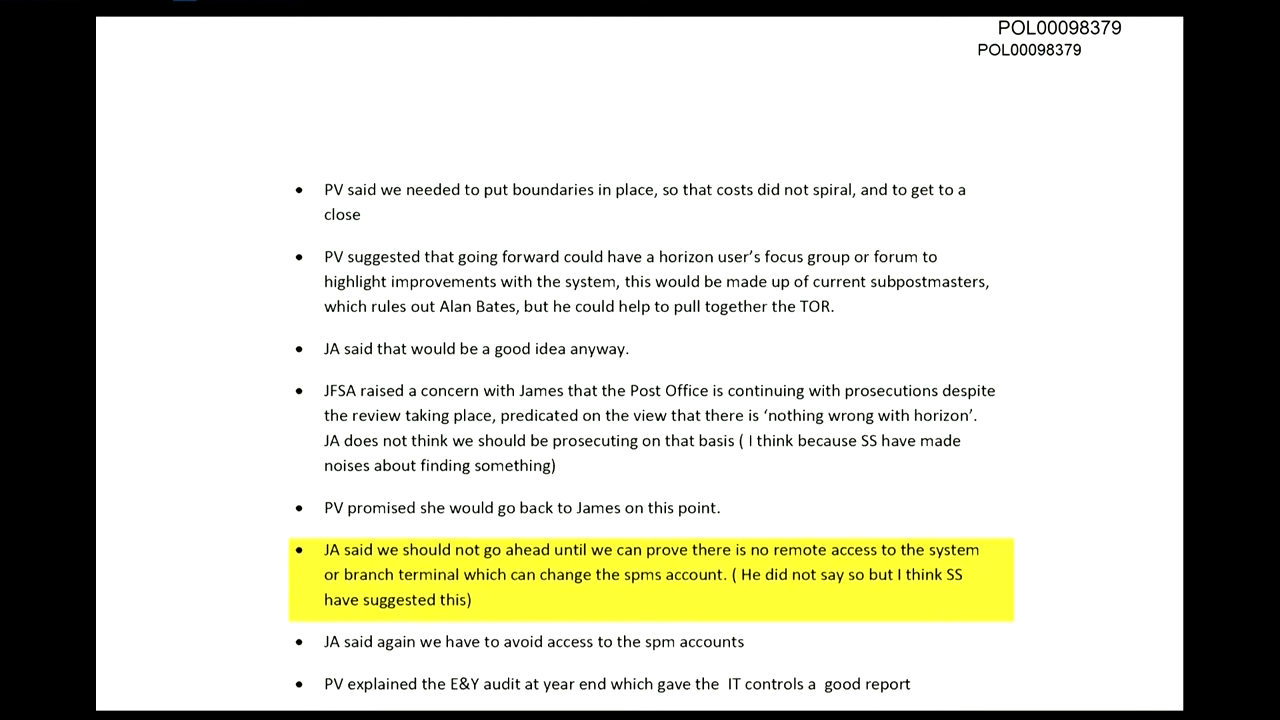 POL00098379
POL00098379
• PV said we needed to put boundaries in place, so that costs did not spiral, and to get to a
close
• PV suggested that going forward could have a horizon user's focus group or forum to
highlight improvements with the system, this would be made up of current subpostmasters,
which rules out Alan Bates, but he could help to pull together the TOR.
• JA said that would be a good idea anyway.
• JFSA raised a concern with James that the Post Office is continuing with prosecutions despite
the review taking place, predicated on the view that there is ‘nothing wrong with horizon’.
JA does not think we should be prosecuting on that basis ( I think because SS have made
noises about finding something)
• PV promised she would go back to James on this point.
• JA said we should not go ahead until we can prove there is no remote access to the system
or branch terminal which can change the spms account. ( He did not say so but I think SS
have suggested this)
• JA said again we have to avoid access to the spm accounts
• PV explained the E&Y audit at year end which gave the  IT controls a  good report